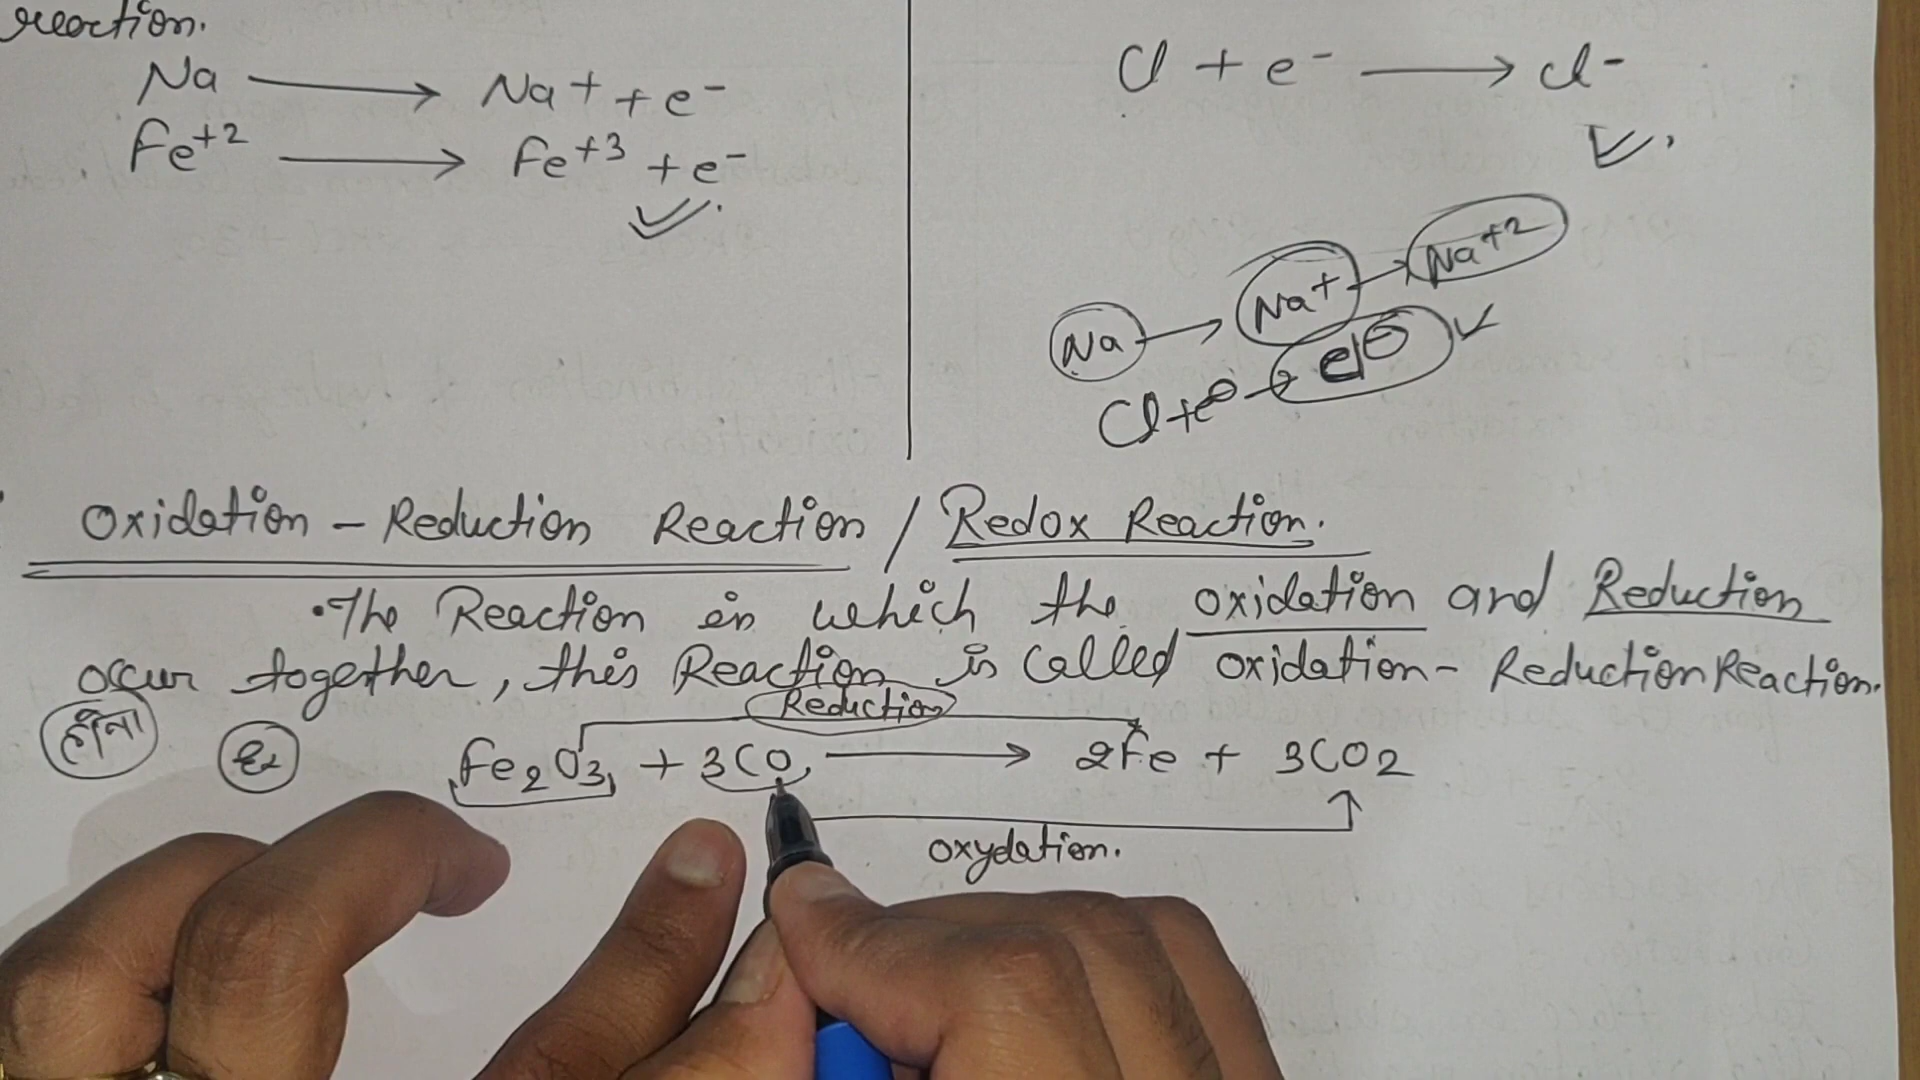 reaction.
Na ⟶ Na+ + e-
Fe+2 ⟶ Fe+3 + e-
Cl + e- ⟶ Cl-
Na → Na+ → Na+2
Cl + e⊖ → Cl⊖
Oxidation - Reduction Reaction / Redox Reaction.
• The Reaction in which the oxidation and Reduction
occur together, this Reaction is called oxidation - Reduction Reaction.
होना
Reduction
Ex Fe2O3 + 3CO ⟶ 2Fe + 3CO2
oxydation.